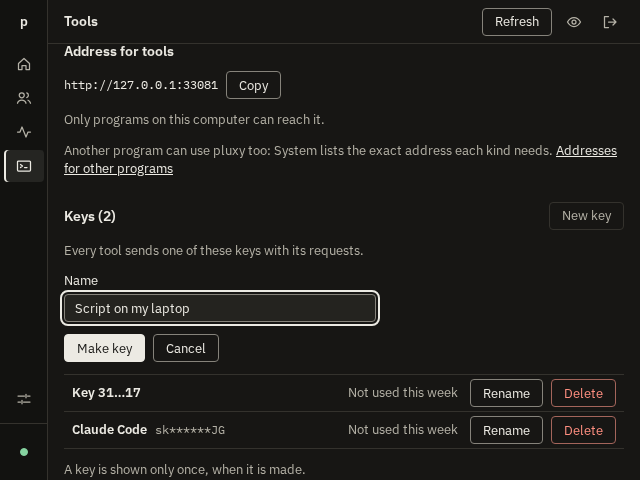 p
Tools
Refresh
Address for tools
http://127.0.0.1:33081
Copy
Only programs on this computer can reach it.
Another program can use pluxy too: System lists the exact address each kind needs. Addresses
for other programs
Keys (2)
New key
Every tool sends one of these keys with its requests.
Name
Script on my laptop
Make key
Cancel
Key 31…17
Not used this week
Rename
Delete
Claude Code sk******JG
Not used this week
Rename
Delete
A key is shown only once, when it is made.